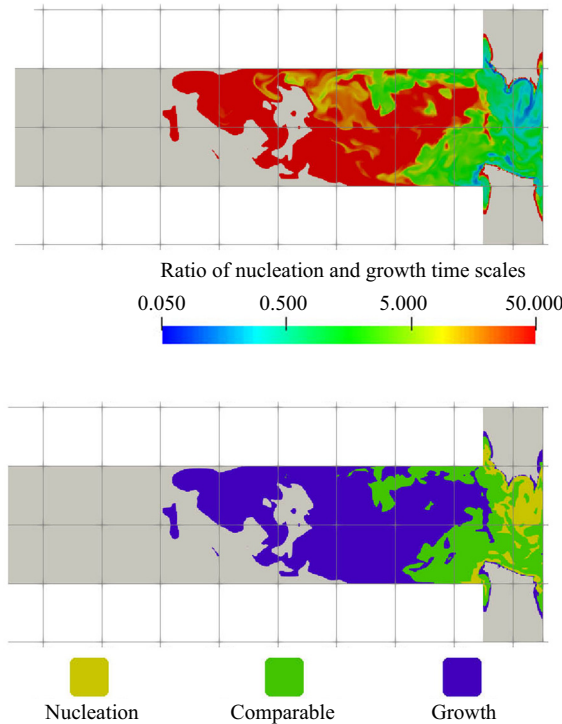 Ratio of nucleation and growth time scales
0.050 0.500 5.000 50.000
Nucleation Comparable Growth